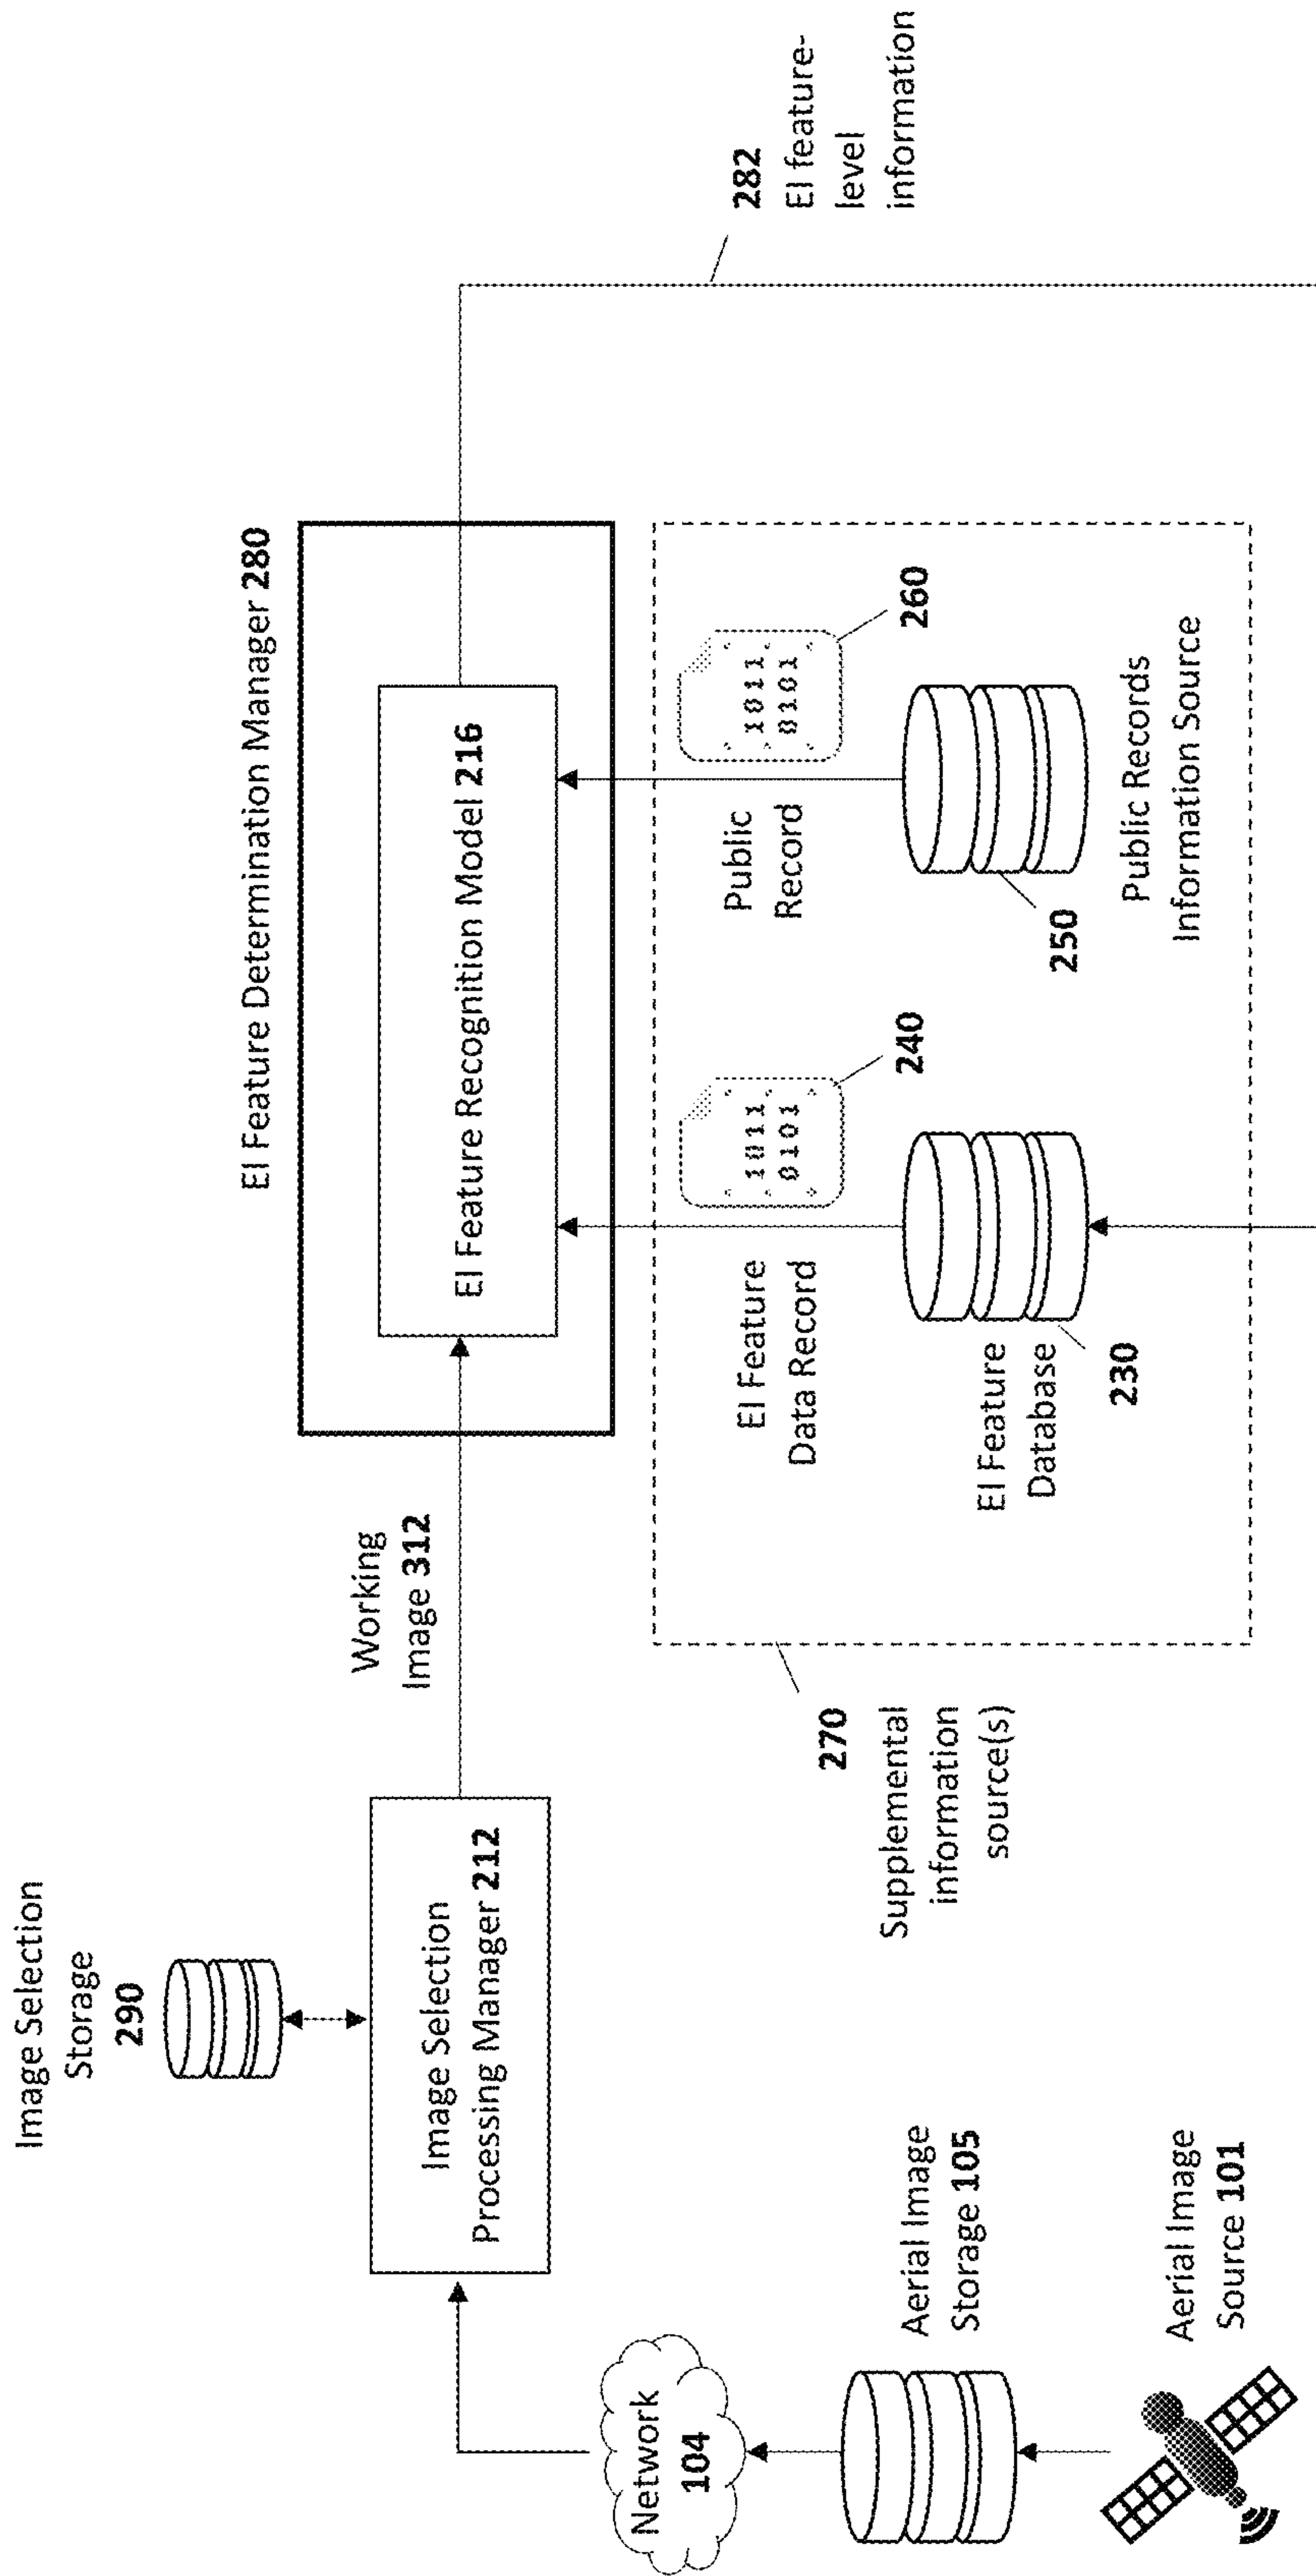 Image Selection
Storage
290
Image Selection
Processing Manager 212
Network
104
Aerial Image
Storage 105
Aerial Image
Source 101
Working
Image 312
EI Feature Determination Manager 280
EI Feature Recognition Model 216
EI Feature
Data Record
1011
0101
240
Public
Record
1011
0101
260
EI Feature
Database
230
250
Public Records
Information Source
270
Supplemental
information
source(s)
282
EI feature-
level
information